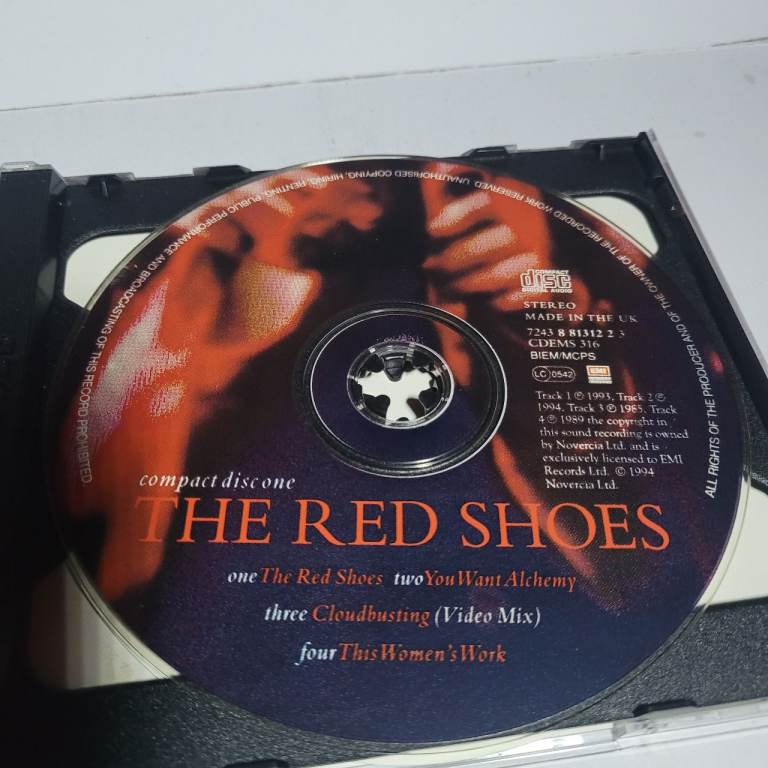 ALL RIGHTS OF THE PRODUCER AND OF THE OWNER OF THE RECORDED WORK RESERVED. UNAUTHORISED COPYING, HIRING, RENTING, PUBLIC PERFORMANCE AND BROADCASTING OF THIS RECORD PROHIBITED.
COMPACT
disc
DIGITAL AUDIO
STEREO
MADE IN THE UK
7243 8 81312 2 3
CDEMS 316
BIEM/MCPS
LC 0542 EMI
Track 1 ℗ 1993, Track 2 ℗
1994, Track 3 ℗ 1985, Track
4 ℗ 1989 the copyright in
this sound recording is owned
by Novercia Ltd. and is
exclusively licensed to EMI
Records Ltd. © 1994
Novercia Ltd.
compact disc one
THE RED SHOES
one The Red Shoes two You Want Alchemy
three Cloudbusting (Video Mix)
four This Women's Work